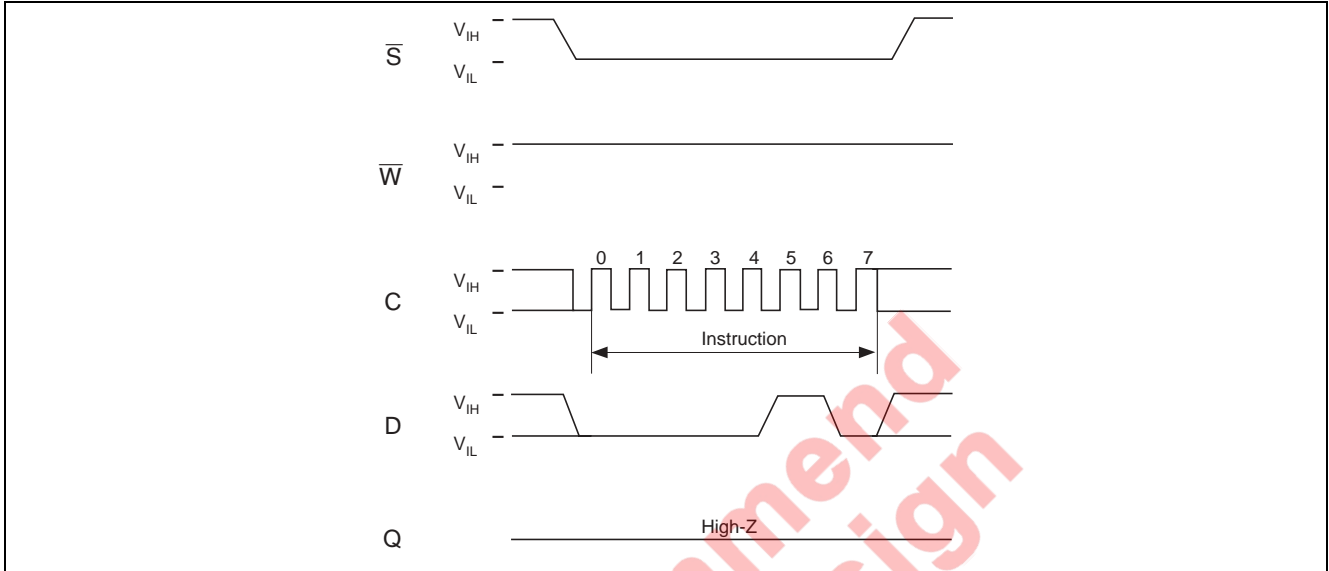 S̅
V_IH
V_IL
W̅
V_IH
V_IL
0 1 2 3 4 5 6 7
C
V_IH
V_IL
Instruction
D
V_IH
V_IL
Q
High-Z